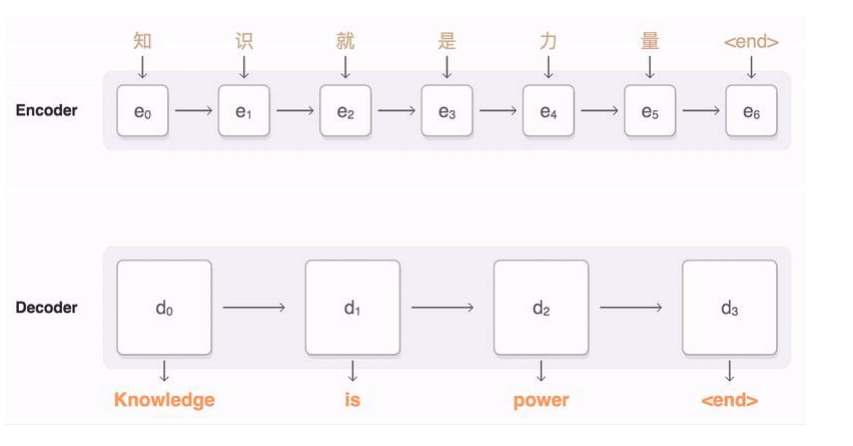 知 识 就 是 力 量 <end>
Encoder e₀ e₁ e₂ e₃ e₄ e₅ e₆
Decoder d₀ d₁ d₂ d₃
Knowledge is power <end>